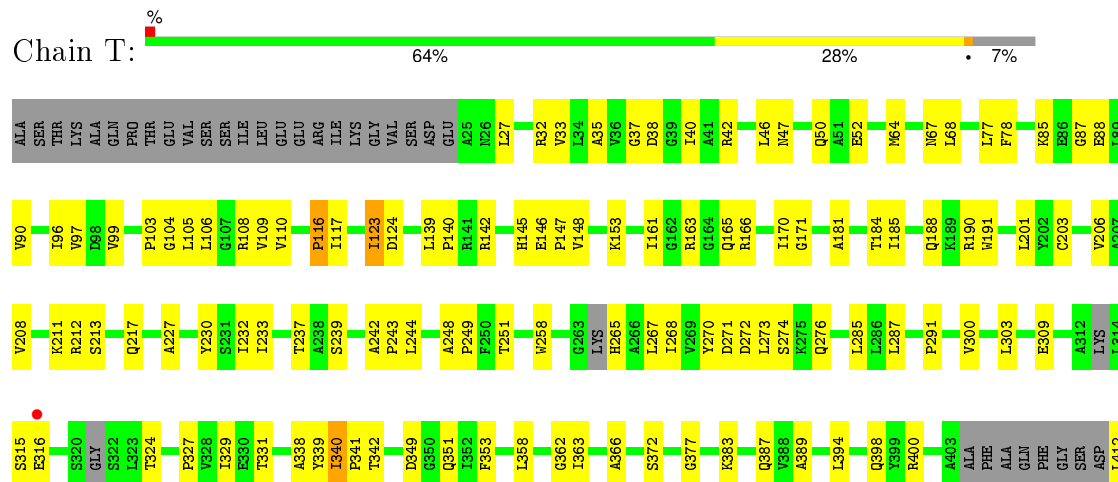 %
Chain T:
64% 28% • 7%
ALA SER THR LYS ALA GLN PRO THR GLU VAL SER SER ILE LEU GLU GLU ARG ILE LYS GLY VAL SER ASP GLU A25 N26 L27 R32 V33 L34 A35 V36 G37 D38 G39 I40 A41 R42 L46 N47 Q50 A51 E52 M64 N67 L68 L77 F78 K85 E86 G87 E88
V90 I96 V97 D98 V99 P103 G104 L105 L106 G107 R108 V109 V110 P116 I117 I123 D124 L139 P140 R141 R142 H145 E146 P147 V148 K153 I161 G162 R163 G164 Q165 R166 I170 G171 A181 T184 I185 Q188 K189 R190 W191 L201 Y202 C203 V206 A207
V208 K211 R212 S213 Q217 A227 Y230 S231 I232 I233 T237 A238 S239 A242 P243 L244 A248 P249 F250 T251 W258 G263 LYS H265 A266 L267 I268 V269 Y270 D271 D272 L273 S274 K275 Q276 L285 L286 L287 P291 V300 L303 E309 A312 LYS L314
S315 E316 S320 GLY S322 L323 T324 P327 V328 I329 E330 T331 A338 Y339 I340 P341 T342 D349 G350 Q351 I352 F353 L358 G362 I363 A366 S372 G377 K383 Q387 V388 A389 L394 Q398 Y399 R400 A403 ALA PHE ALA GLN PHE GLY SER ASP L412